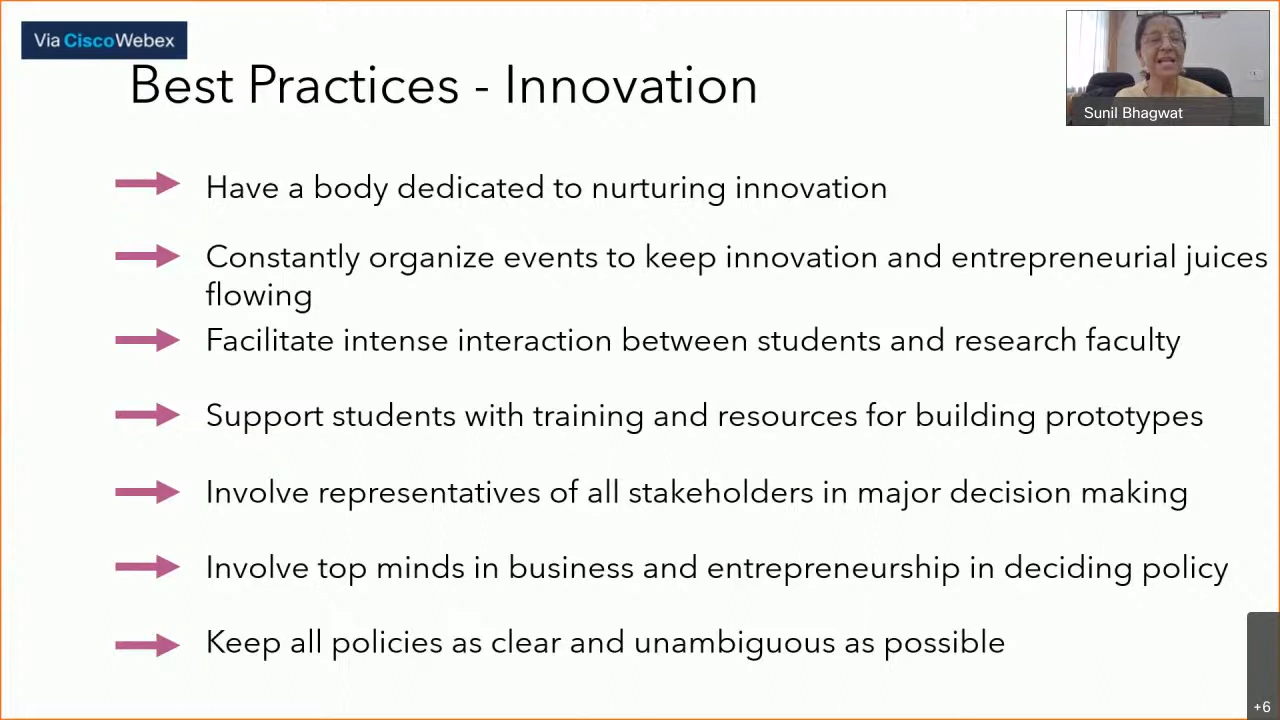 Via CiscoWebex
Best Practices - Innovation
Sunil Bhagwat
Have a body dedicated to nurturing innovation
Constantly organize events to keep innovation and entrepreneurial juices
flowing
Facilitate intense interaction between students and research faculty
Support students with training and resources for building prototypes
Involve representatives of all stakeholders in major decision making
Involve top minds in business and entrepreneurship in deciding policy
Keep all policies as clear and unambiguous as possible
+6